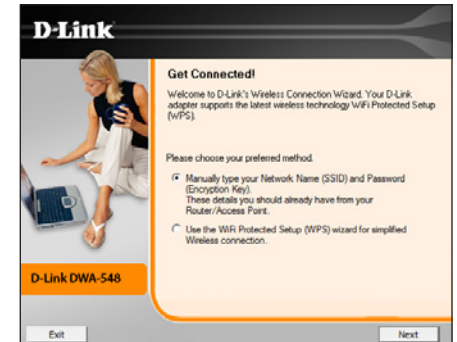 D-Link
Get Connected!
Welcome to D-Link's Wireless Connection Wizard. Your D-Link
adapter supports the latest wireless technology WiFi Protected Setup
(WPS).
Please choose your preferred method.
Manually type your Network Name (SSID) and Password
(Encryption Key).
These details you should already have from your
Router/Access Point.
Use the WiFi Protected Setup (WPS) wizard for simplified
Wireless connection.
D-Link DWA-548
Exit
Next